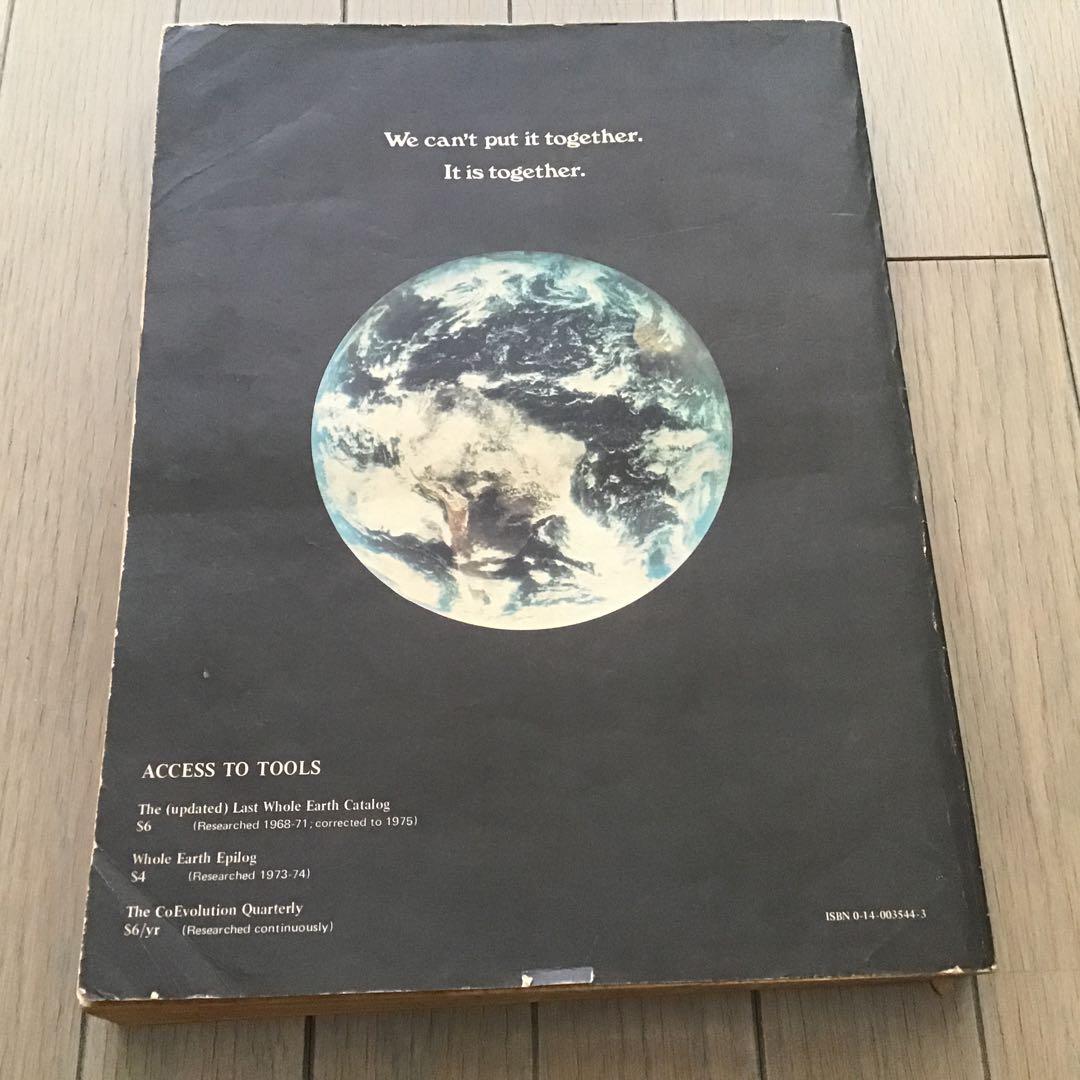 We can't put it together.
It is together.
ACCESS TO TOOLS
The (updated) Last Whole Earth Catalog
$6 (Researched 1968-71; corrected to 1975)
Whole Earth Epilog
$4 (Researched 1973-74)
The CoEvolution Quarterly
$6/yr (Researched continuously)
ISBN 0-14-003544-3